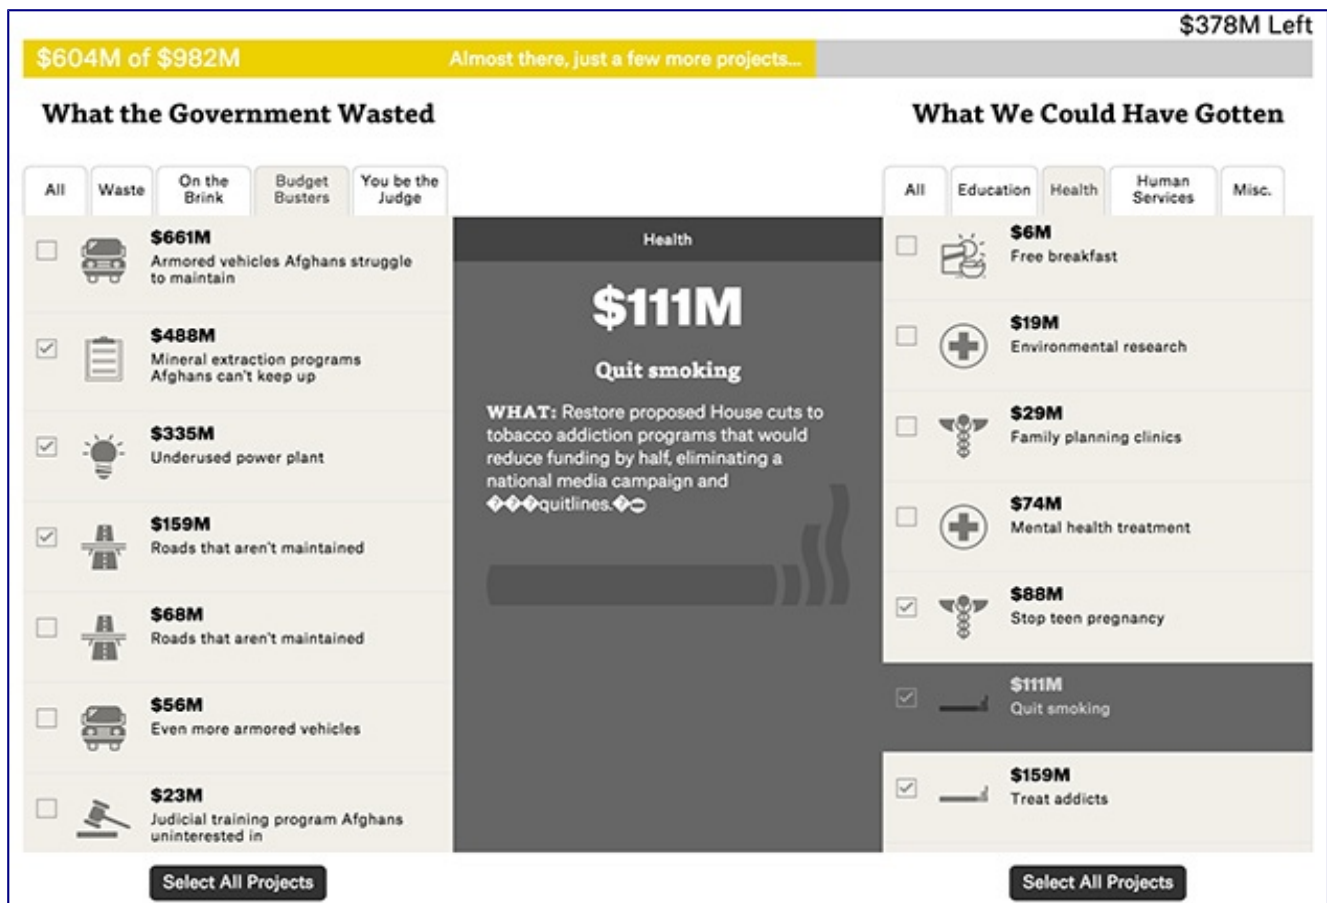 $378M Left
$604M of $982M
Almost there, just a few more projects...
What the Government Wasted
What We Could Have Gotten
All
Waste
On the
Brink
Budget
Busters
You be the
Judge
All
Education
Health
Human
Services
Misc.
$661M
Armored vehicles Afghans struggle
to maintain
$488M
Mineral extraction programs
Afghans can't keep up
$335M
Underused power plant
$159M
Roads that aren't maintained
$68M
Roads that aren't maintained
$56M
Even more armored vehicles
$23M
Judicial training program Afghans
uninterested in
Select All Projects
Health
$111M
Quit smoking
WHAT: Restore proposed House cuts to
tobacco addiction programs that would
reduce funding by half, eliminating a
national media campaign and
���quitlines.�
$6M
Free breakfast
$19M
Environmental research
$29M
Family planning clinics
$74M
Mental health treatment
$88M
Stop teen pregnancy
$111M
Quit smoking
$159M
Treat addicts
Select All Projects